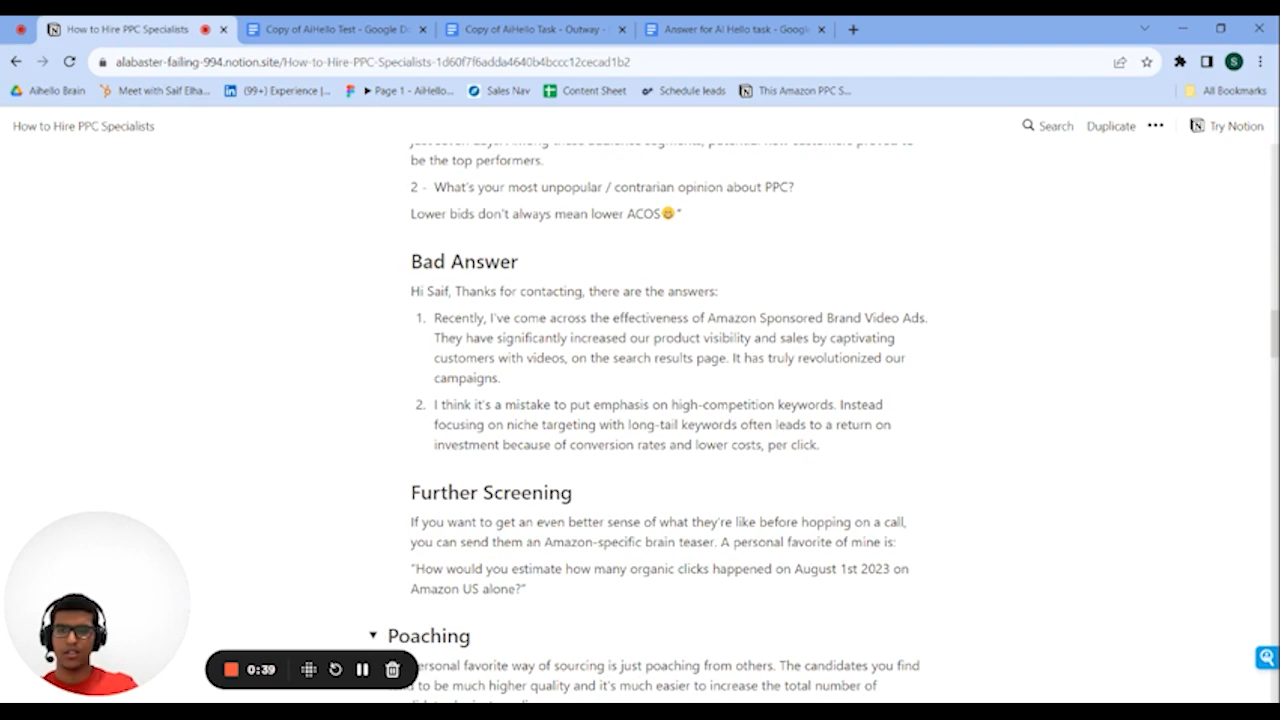 How to Hire PPC Specialists
Copy of AiHello Test - Google Do
Copy of AiHello Task - Outway -
Answer for AI Hello task - Googl
alabaster-failing-994.notion.site/How-to-Hire-PPC-Specialists-1d60f7f6adda4640b4bccc12cecad1b2
S
Aihello Brain
Meet with Saif Elha...
(99+) Experience |...
► Page 1 - AiHello...
Sales Nav
Content Sheet
Schedule leads
This Amazon PPC S...
All Bookmarks
How to Hire PPC Specialists
Search
Duplicate
Try Notion
be the top performers.
2 - What's your most unpopular / contrarian opinion about PPC?
Lower bids don't always mean lower ACOS😄"
Bad Answer
Hi Saif, Thanks for contacting, there are the answers:
1. Recently, I've come across the effectiveness of Amazon Sponsored Brand Video Ads.
They have significantly increased our product visibility and sales by captivating
customers with videos, on the search results page. It has truly revolutionized our
campaigns.
2. I think it's a mistake to put emphasis on high-competition keywords. Instead
focusing on niche targeting with long-tail keywords often leads to a return on
investment because of conversion rates and lower costs, per click.
Further Screening
If you want to get an even better sense of what they're like before hopping on a call,
you can send them an Amazon-specific brain teaser. A personal favorite of mine is:
"How would you estimate how many organic clicks happened on August 1st 2023 on
Amazon US alone?"
Poaching
personal favorite way of sourcing is just poaching from others. The candidates you find
to be much higher quality and it's much easier to increase the total number of
0:39